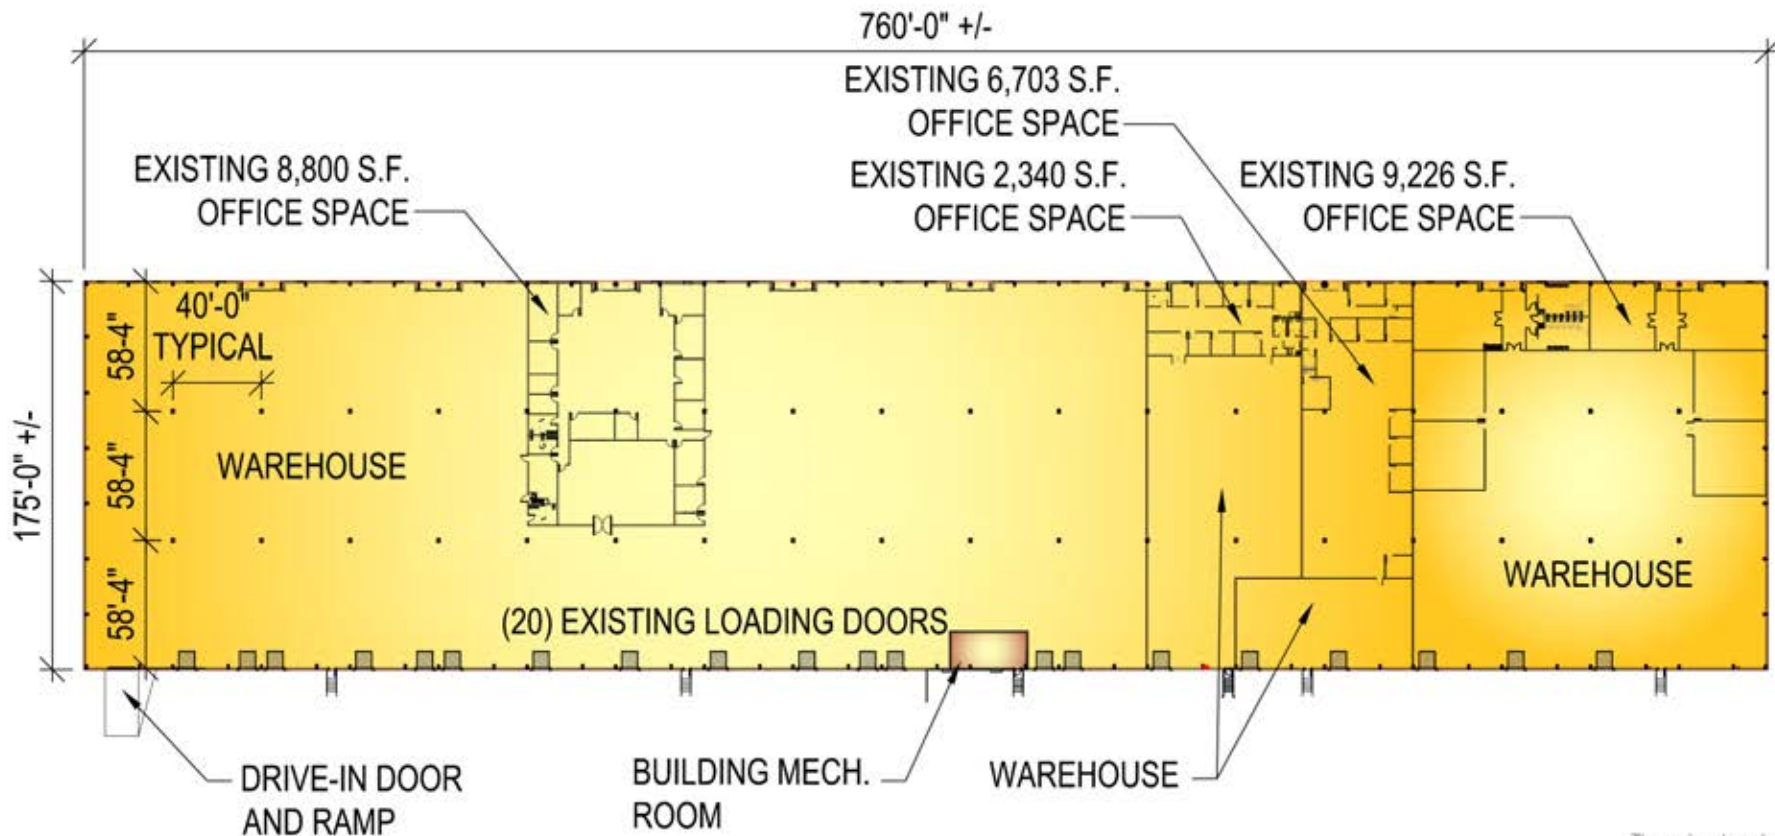 760'-0" +/-
EXISTING 6,703 S.F.
OFFICE SPACE
EXISTING 8,800 S.F.
OFFICE SPACE
EXISTING 2,340 S.F.
OFFICE SPACE
EXISTING 9,226 S.F.
OFFICE SPACE
40'-0"
TYPICAL
58-4"
58-4"
58'-4"
175'-0" +/-
WAREHOUSE
WAREHOUSE
(20) EXISTING LOADING DOORS
DRIVE-IN DOOR
AND RAMP
BUILDING MECH.
ROOM
WAREHOUSE